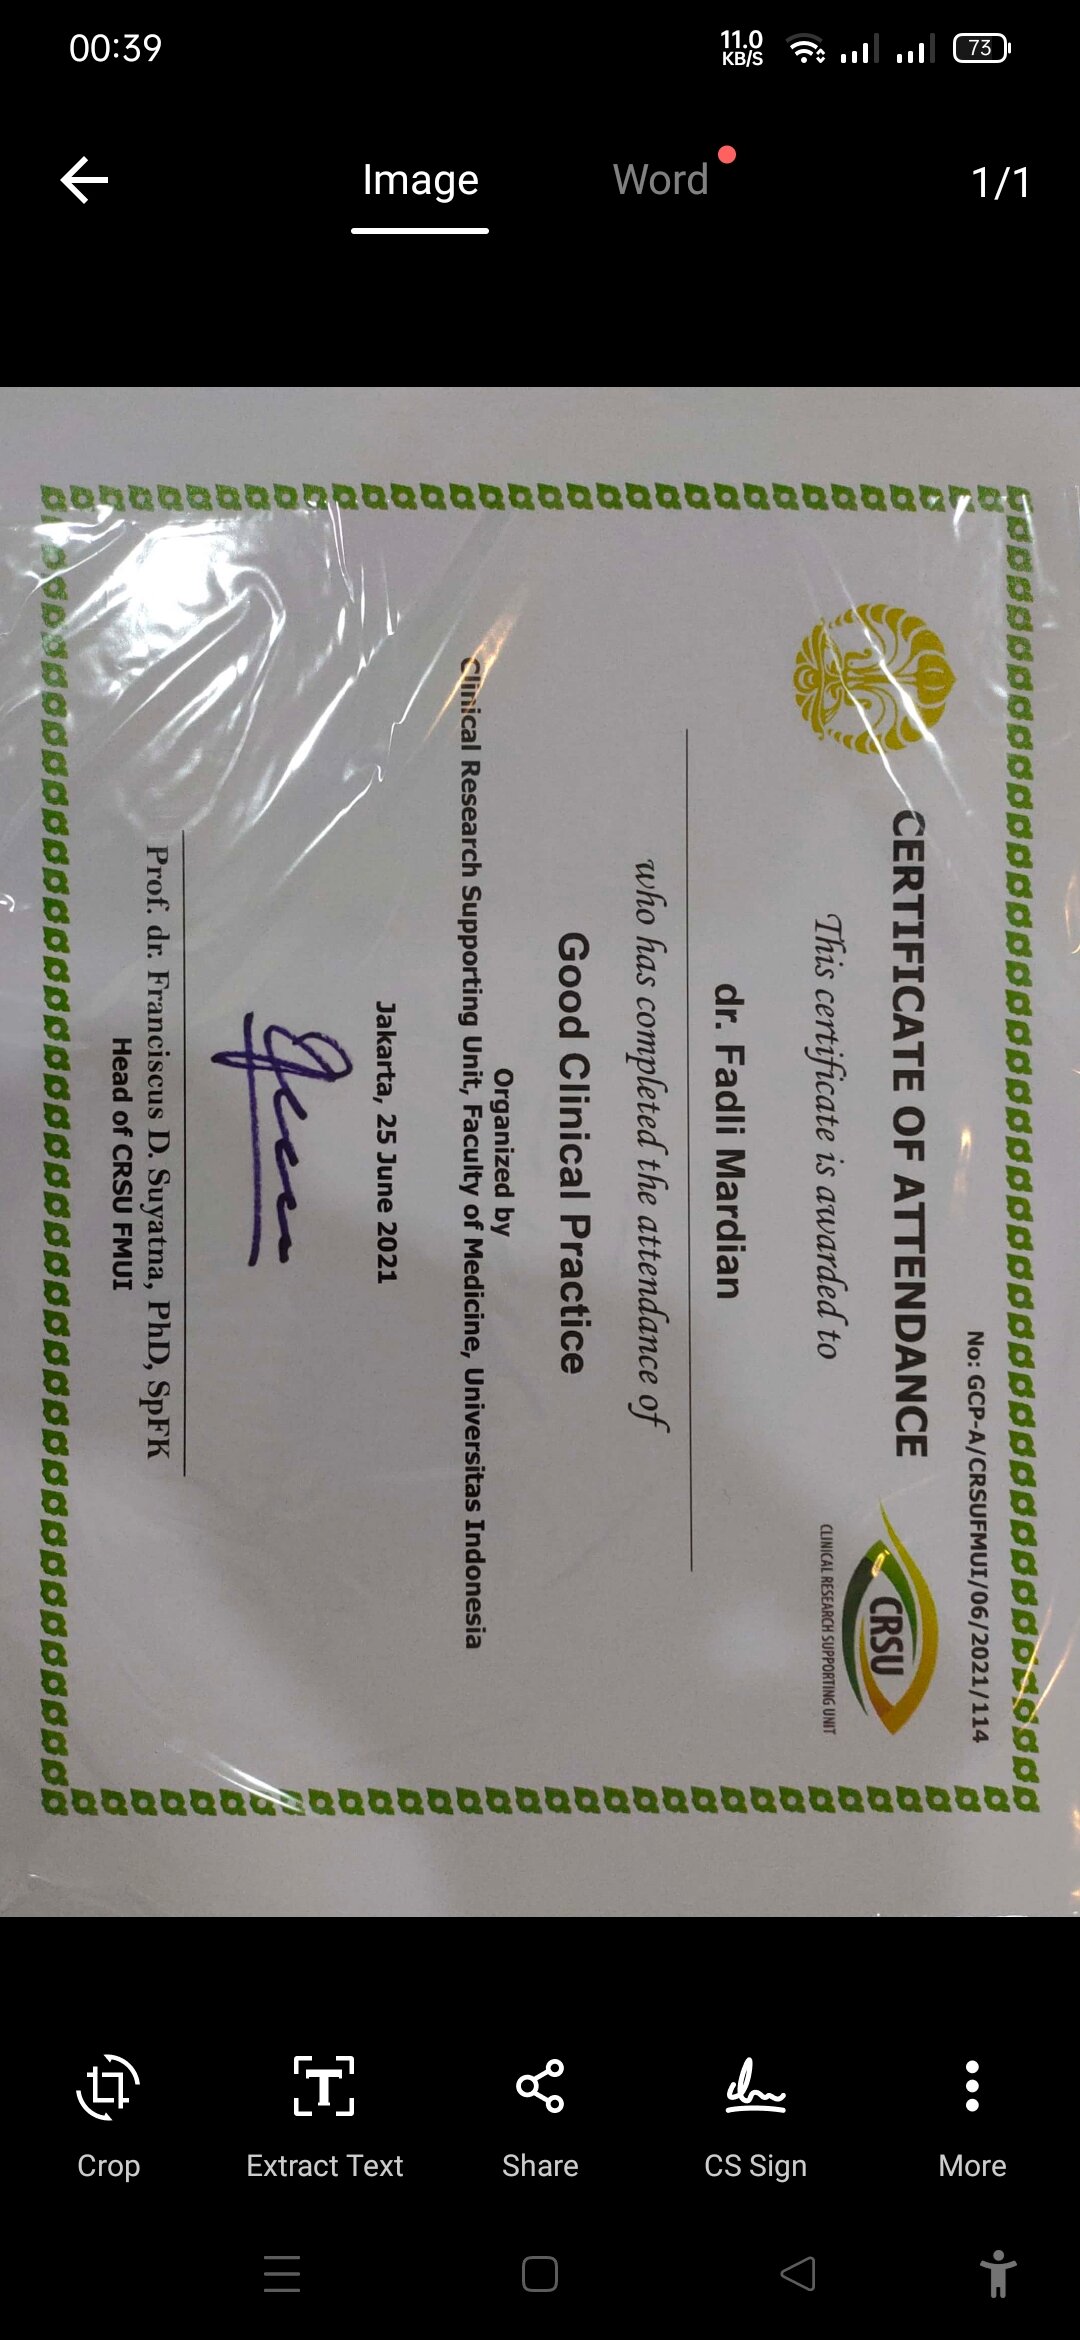 00:39
11.0
KB/S
73
Image
Word
1/1
No: GCP-A/CRSUFMUI/06/2021/114
CERTIFICATE OF ATTENDANCE
CRSU
CLINICAL RESEARCH SUPPORTING UNIT
This certificate is awarded to
dr. Fadli Mardian
who has completed the attendance of
Good Clinical Practice
Organized by
Clinical Research Supporting Unit, Faculty of Medicine, Universitas Indonesia
Jakarta, 25 June 2021
Prof. dr. Franciscus D. Suyatna, PhD, SpFK
Head of CRSU FMUI
Crop
Extract Text
Share
CS Sign
More